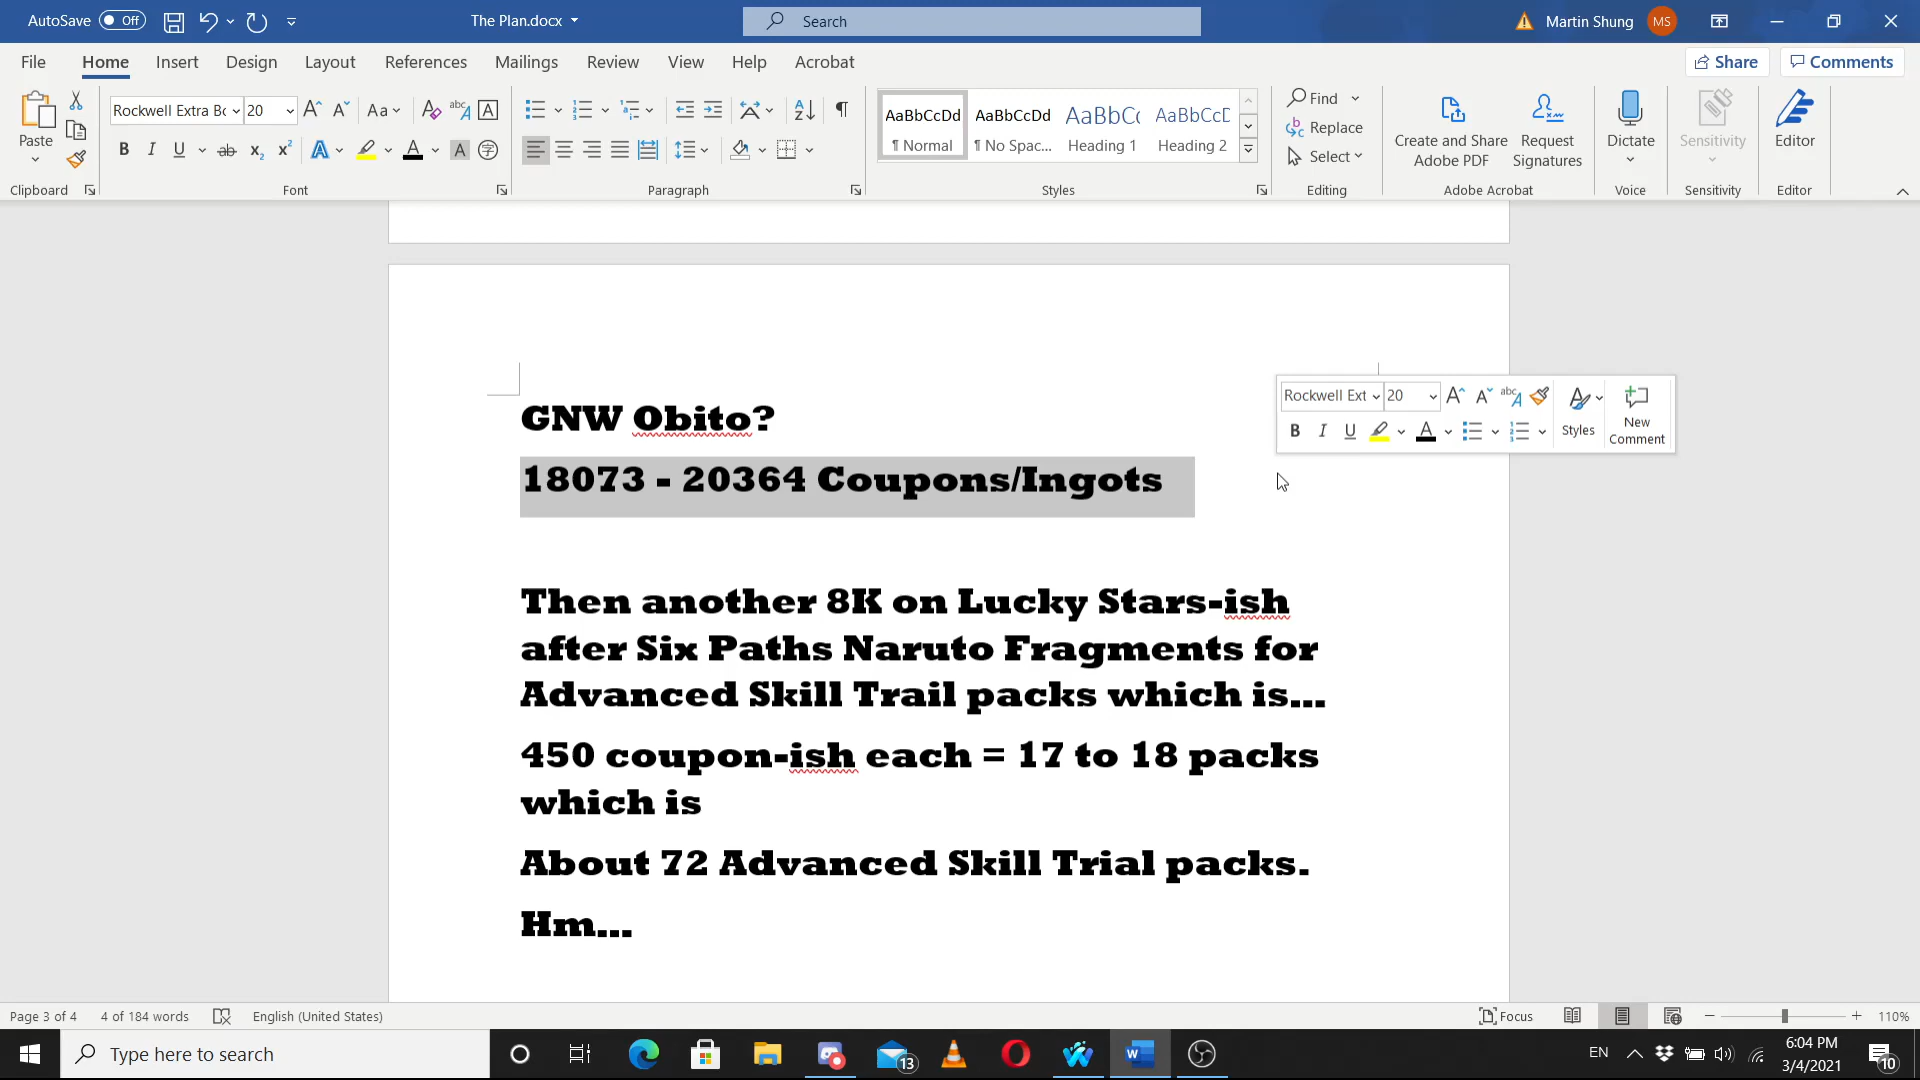 AutoSave Off The Plan.docx Search Martin Shung MS
File Home Insert Design Layout References Mailings Review View Help Acrobat Share Comments
Paste Rockwell Extra Bc 20 Aa AaBbCcDd AaBbCcDd AaBbCc AaBbCcD Find Replace Select
¶ Normal ¶ No Spac... Heading 1 Heading 2
Create and Share Adobe PDF Request Signatures Dictate Sensitivity Editor
Clipboard Font Paragraph Styles Editing Adobe Acrobat Voice Sensitivity Editor
Rockwell Ext 20 Styles New Comment
GNW Obito?
18073 - 20364 Coupons/Ingots
Then another 8K on Lucky Stars-ish
after Six Paths Naruto Fragments for
Advanced Skill Trail packs which is...
450 coupon-ish each = 17 to 18 packs
which is
About 72 Advanced Skill Trial packs.
Hm...
Page 3 of 4 4 of 184 words English (United States) Focus 110%
Type here to search 13 EN 6:04 PM
3/4/2021 10